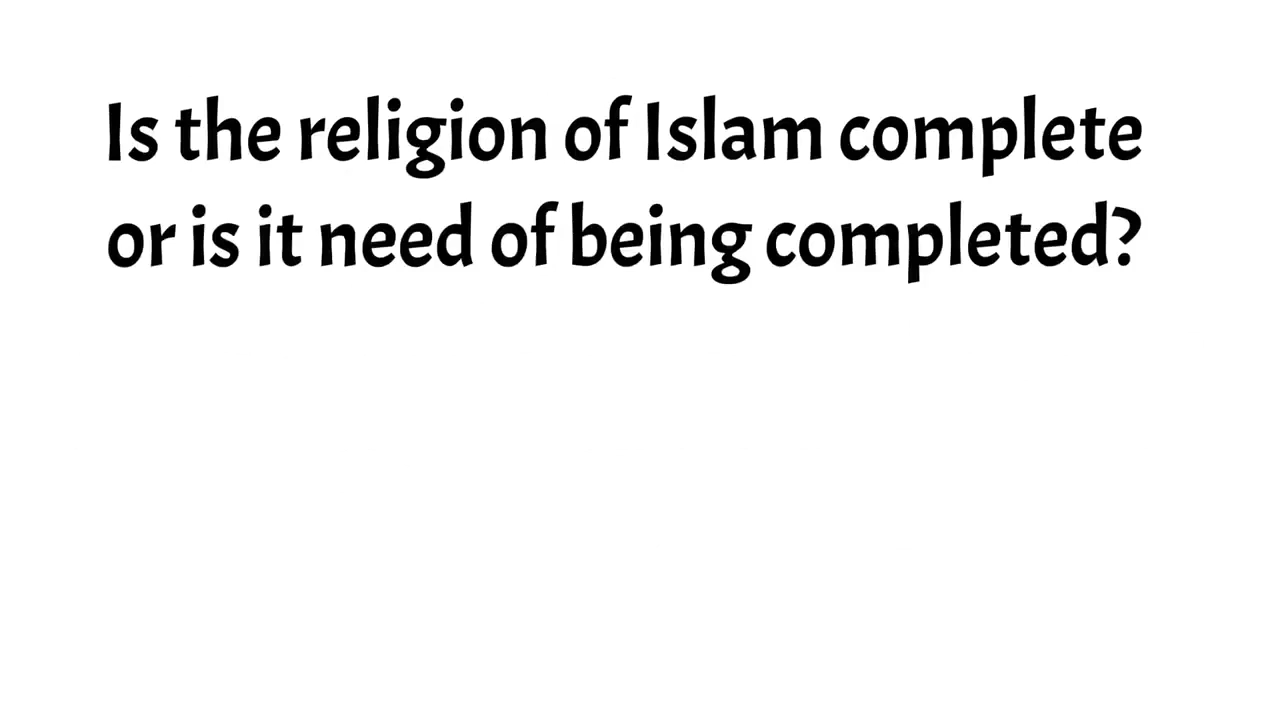 Is the religion of Islam complete
or is it need of being completed?